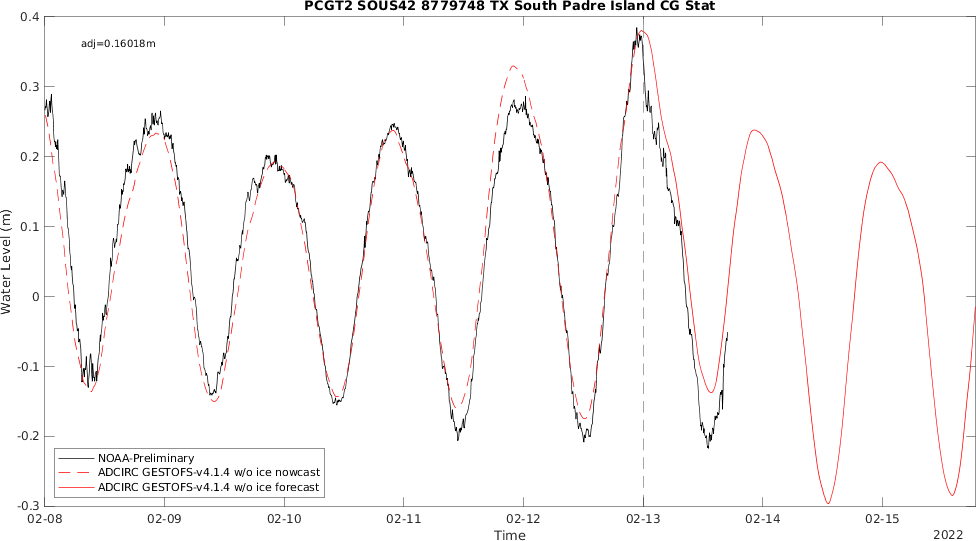 PCGT2 SOUS42 8779748 TX South Padre Island CG Stat
adj=0.16018m
0.4
0.3
0.2
0.1
0
-0.1
-0.2
-0.3
Water Level (m)
NOAA-Preliminary
ADCIRC GESTOFS-v4.1.4 w/o ice nowcast
ADCIRC GESTOFS-v4.1.4 w/o ice forecast
02-08 02-09 02-10 02-11 02-12 02-13 02-14 02-15
Time
2022